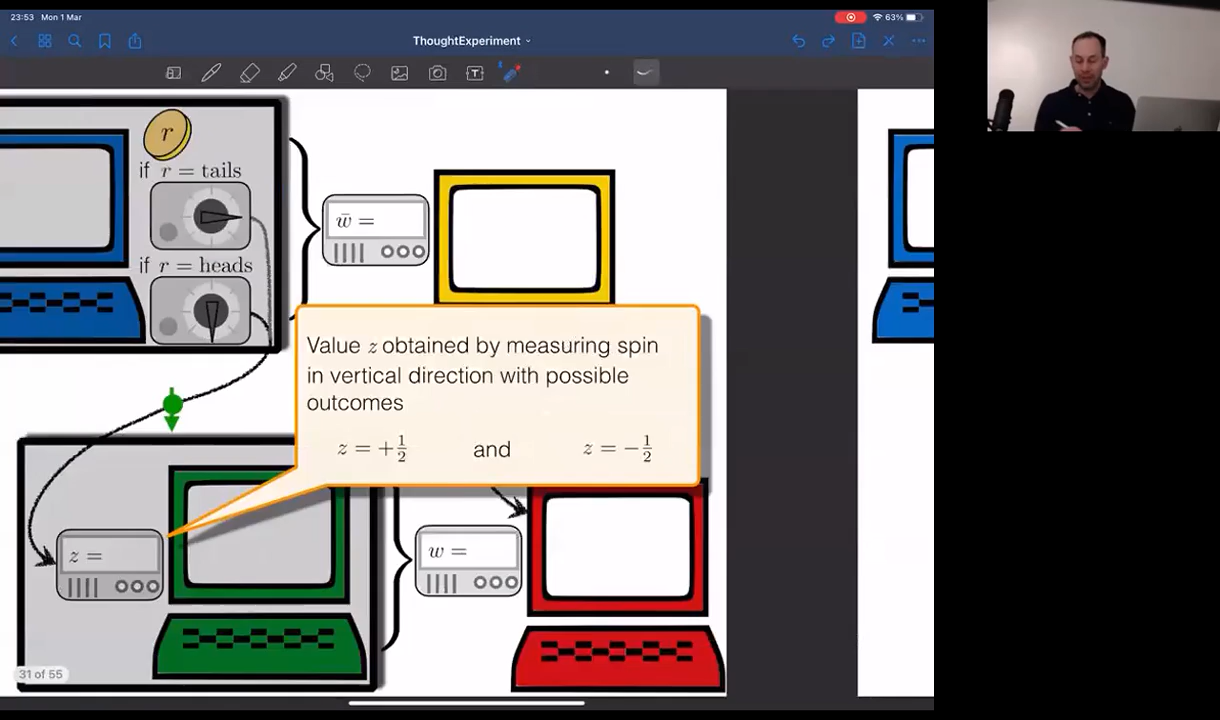 23:53 Mon 1 Mar
63%
ThoughtExperiment
T
r
if r = tails
if r = heads
w̄ =
Value z obtained by measuring spin
in vertical direction with possible
outcomes
z = +1/2 and z = −1/2
z =
w =
31 of 55